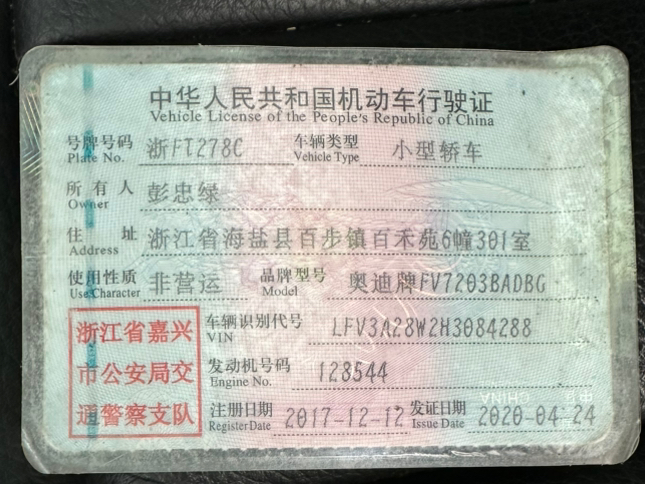 中华人民共和国机动车行驶证
Vehicle License of the People's Republic of China
号牌号码 浙FT278C 车辆类型 小型轿车
Plate No. Vehicle Type
所有人 彭忠绿
Owner
住址 浙江省海盐县百步镇百禾苑6幢301室
Address
使用性质 非营运 品牌型号 奥迪牌FV7203BADBG
Use Character Model
浙江省嘉兴
市公安局交
通警察支队
车辆识别代号 LFV3A28W2H3084288
VIN
发动机号码 128544
Engine No.
注册日期 2017-12-12 发证日期 2020-04-24
Register Date Issue Date
中国 CHINA